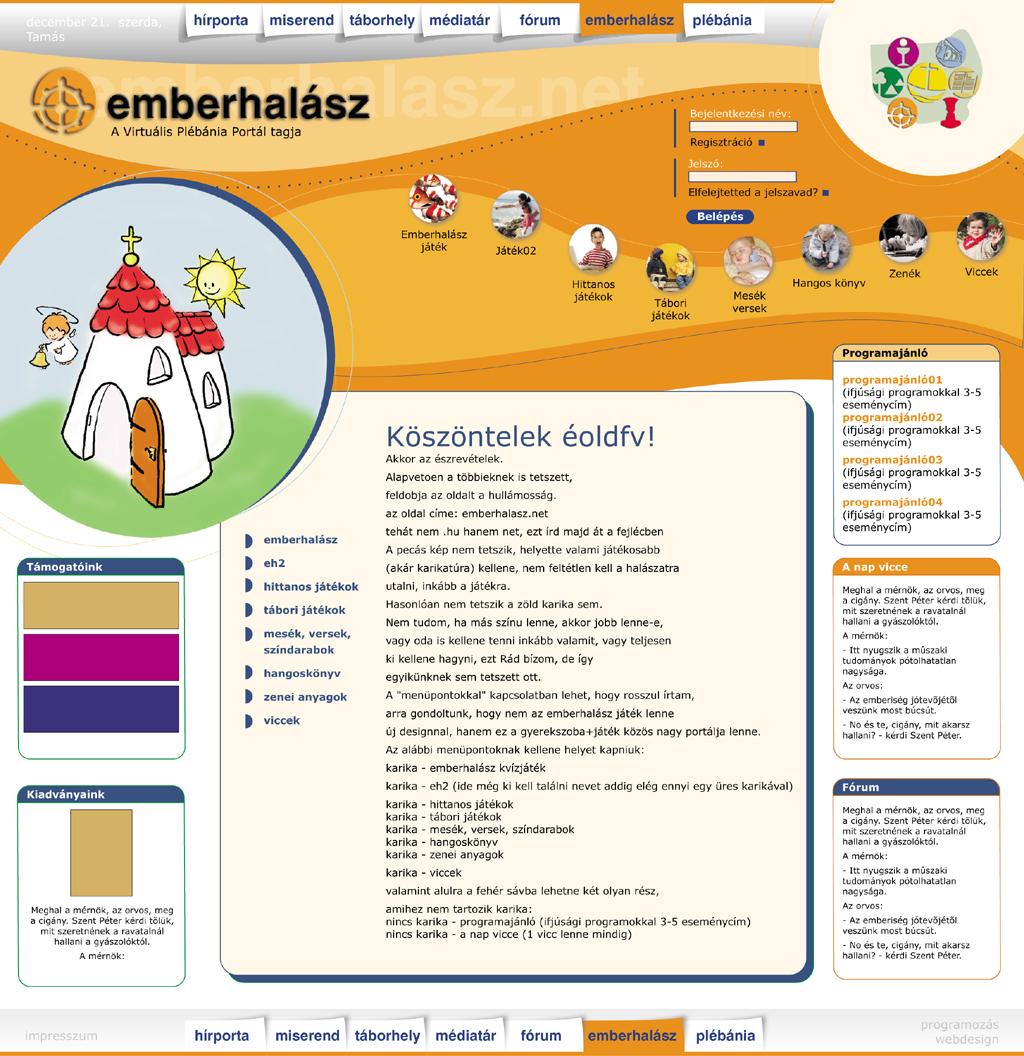 december 21.  szerda,
Tamás
hírporta
miserend
táborhely
médiatár
fórum
emberhalász
plébánia
emberhalasz.net
emberhalász
A Virtuális Plébánia Portál tagja
Bejelentkezési név:
Regisztráció
Jelszó:
Elfelejtetted a jelszavad?
Belépés
Emberhalász
játék
Játék02
Hittanos
játékok
Tábori
játékok
Mesék
versek
Hangos könyv
Zenék
Viccek
Programajánló
programajánló01
(ifjúsági programokkal 3-5
eseménycím)
programajánló02
(ifjúsági programokkal 3-5
eseménycím)
programajánló03
(ifjúsági programokkal 3-5
eseménycím)
programajánló04
(ifjúsági programokkal 3-5
eseménycím)
Köszöntelek éoldfv!
Akkor az észrevételek.
Alapvetoen a többieknek is tetszett,
feldobja az oldalt a hullámosság.
az oldal címe: emberhalasz.net
tehát nem .hu hanem net, ezt írd majd át a fejlécben
A pecás kép nem tetszik, helyette valami játékosabb
(akár karikatúra) kellene, nem feltétlen kell a halászatra
utalni, inkább a játékra.
Hasonlóan nem tetszik a zöld karika sem.
Nem tudom, ha más színu lenne, akkor jobb lenne-e,
vagy oda is kellene tenni inkább valamit, vagy teljesen
ki kellene hagyni, ezt Rád bízom, de így
egyikünknek sem tetszett ott.
A "menüpontokkal" kapcsolatban lehet, hogy rosszul írtam,
arra gondoltunk, hogy nem az emberhalász játék lenne
új designnal, hanem ez a gyerekszoba+játék közös nagy portálja lenne.
Az alábbi menüpontoknak kellene helyet kapniuk:
karika - emberhalász kvízjáték
karika - eh2 (ide még ki kell találni nevet addig elég ennyi egy üres karikával)
karika - hittanos játékok
karika - tábori játékok
karika - mesék, versek, színdarabok
karika - hangoskönyv
karika - zenei anyagok
karika - viccek
valamint alulra a fehér sávba lehetne két olyan rész,
amihez nem tartozik karika:
nincs karika - programajánló (ifjúsági programokkal 3-5 eseménycím)
nincs karika - a nap vicce (1 vicc lenne mindig)
emberhalász
eh2
hittanos játékok
tábori játékok
mesék, versek,
színdarabok
hangoskönyv
zenei anyagok
viccek
Támogatóink
Kiadványaink
Meghal a mérnök, az orvos, meg
a cigány. Szent Péter kérdi tőlük,
mit szeretnének a ravatalnál
hallani a gyászolóktól.
A mérnök:
A nap vicce
Meghal a mérnök, az orvos, meg
a cigány. Szent Péter kérdi tőlük,
mit szeretnének a ravatalnál
hallani a gyászolóktól.
A mérnök:
- Itt nyugszik a műszaki
tudományok pótolhatatlan
nagysága.
Az orvos:
- Az emberiség jótevőjétől
veszünk most búcsút.
- No és te, cigány, mit akarsz
hallani? - kérdi Szent Péter.
Fórum
Meghal a mérnök, az orvos, meg
a cigány. Szent Péter kérdi tőlük,
mit szeretnének a ravatalnál
hallani a gyászolóktól.
A mérnök:
- Itt nyugszik a műszaki
tudományok pótolhatatlan
nagysága.
Az orvos:
- Az emberiség jótevőjétől
veszünk most búcsút.
- No és te, cigány, mit akarsz
hallani? - kérdi Szent Péter.
impresszum
hírporta
miserend
táborhely
médiatár
fórum
emberhalász
plébánia
programozás
webdesign